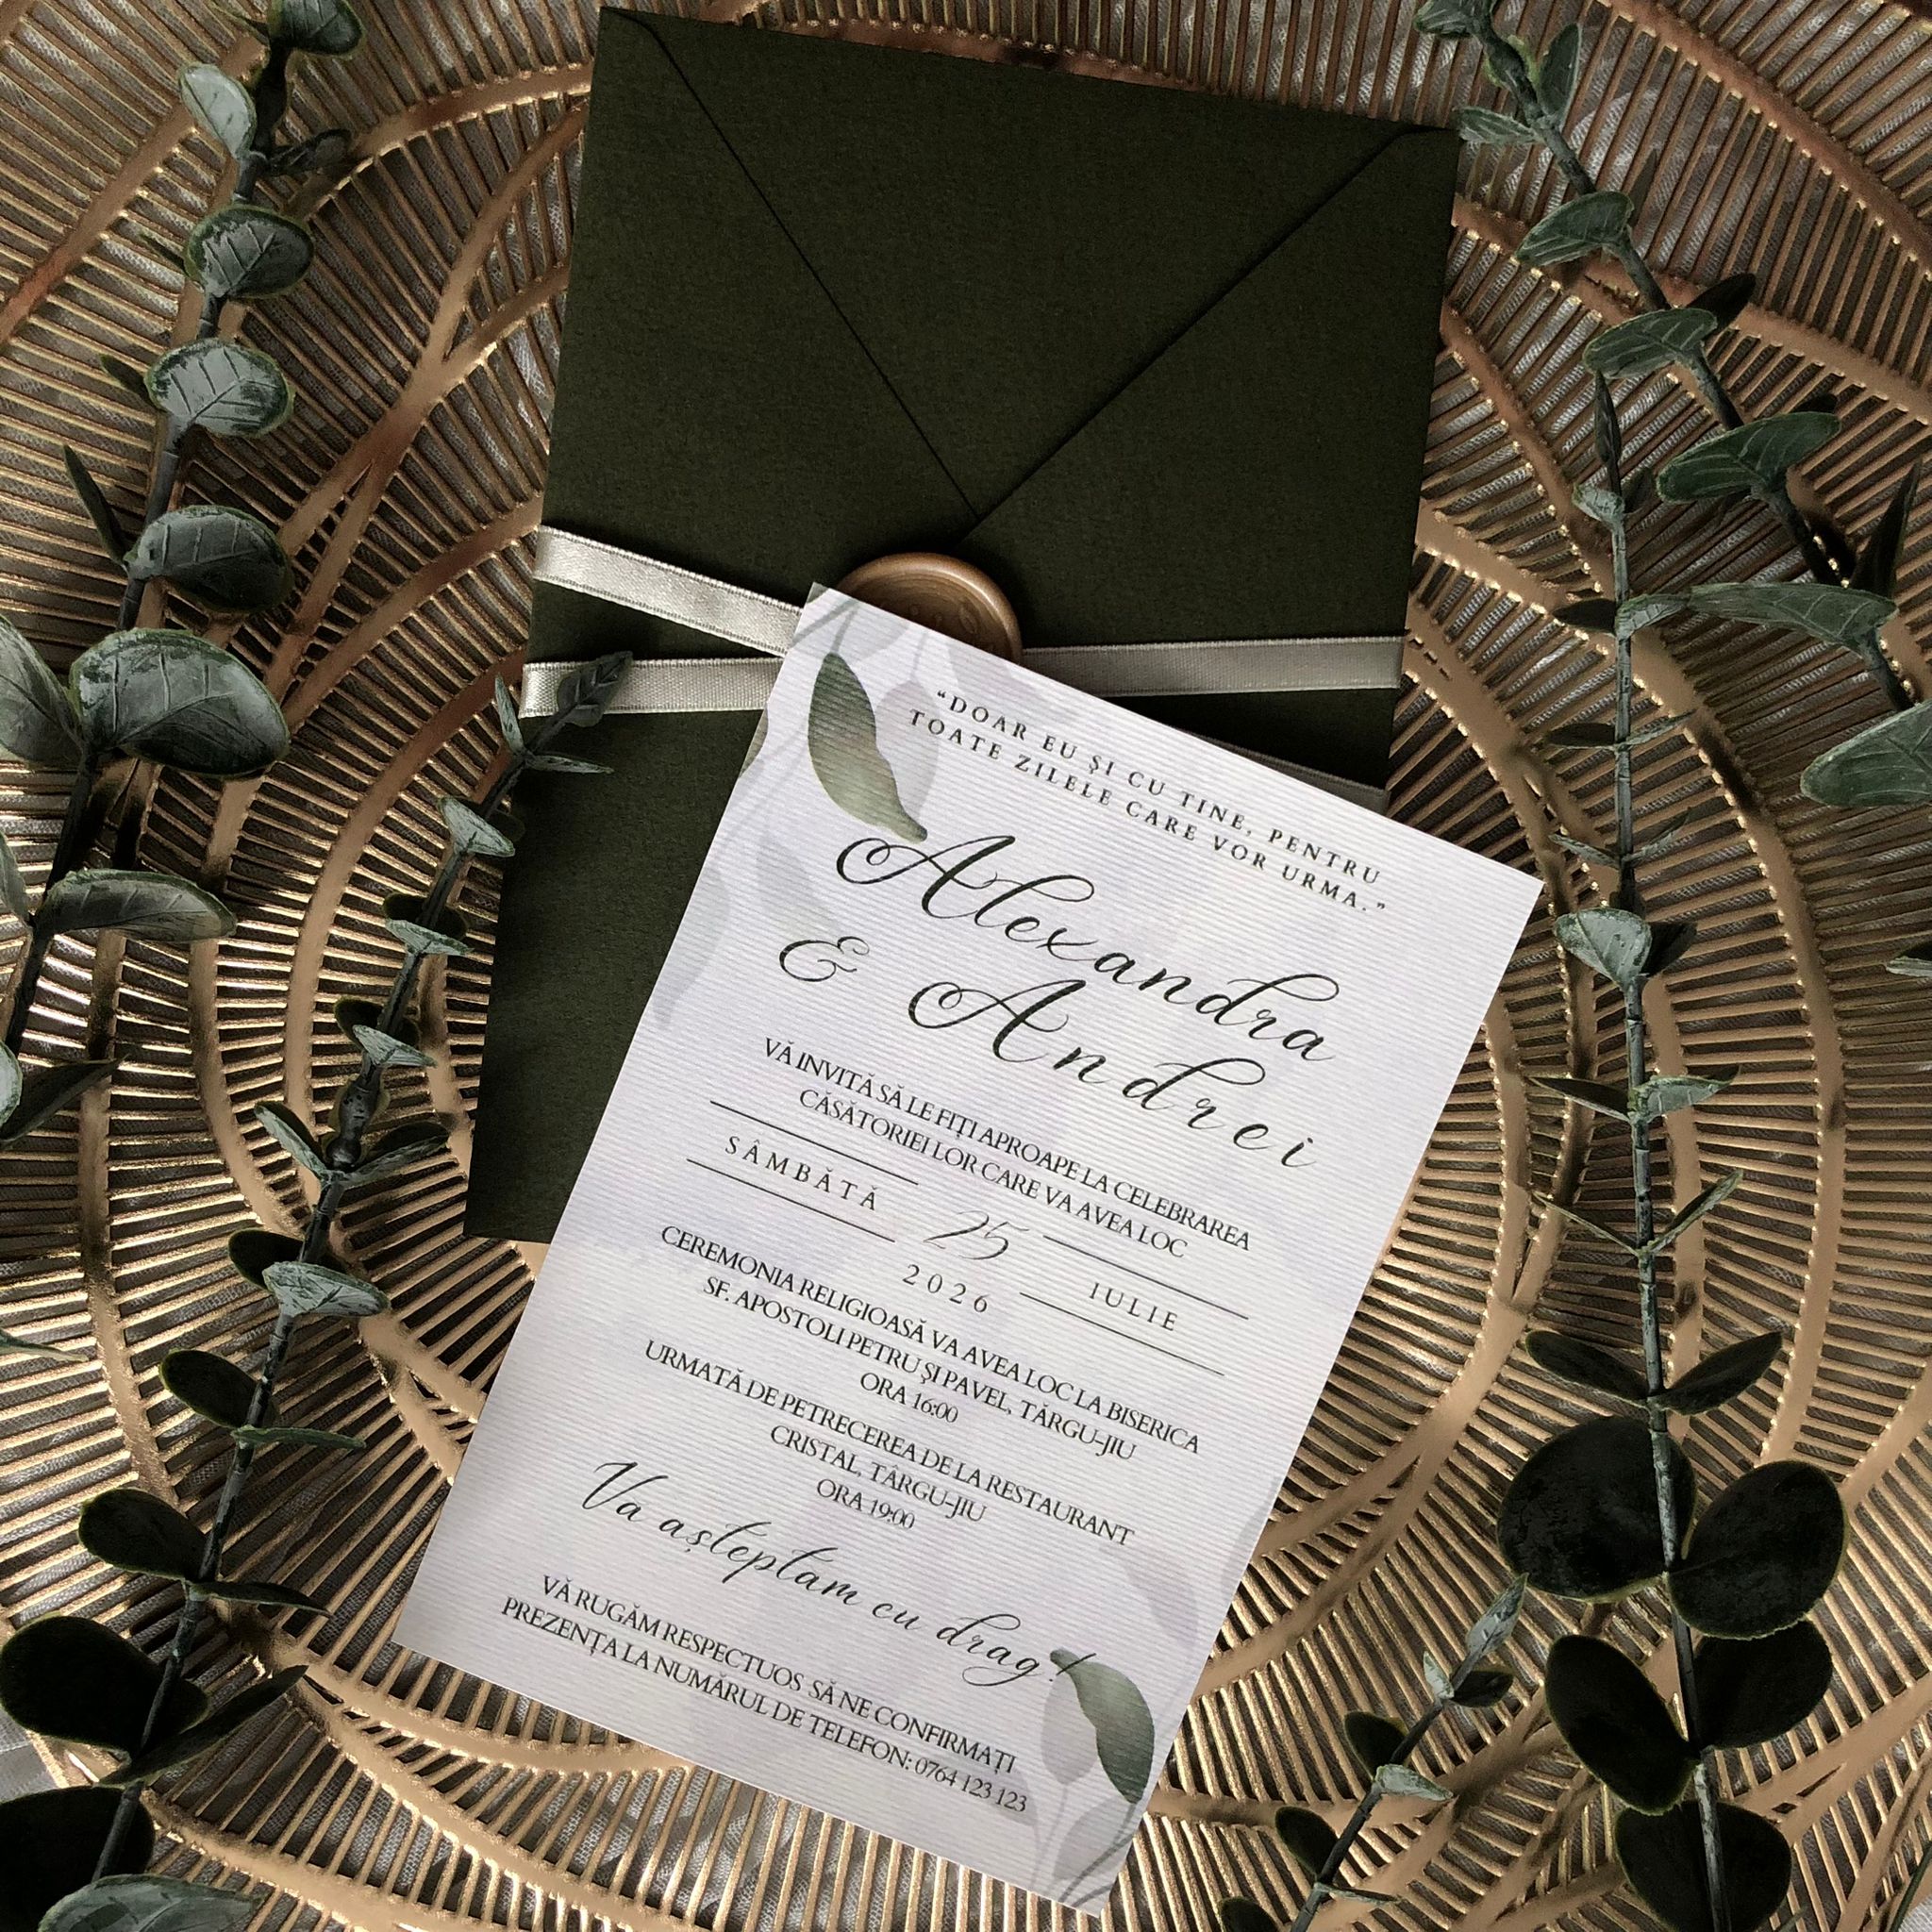 “DOAR EU ȘI CU TINE, PENTRU
TOATE ZILELE CARE VOR URMA.”
Alexandra
& Andrei
VĂ INVITĂ SĂ LE FIȚI APROAPE LA CELEBRAREA
CĂSĂTORIEI LOR CARE VA AVEA LOC
SÂMBĂTĂ 25 IULIE
2026
CEREMONIA RELIGIOASĂ VA AVEA LOC LA BISERICA
SF. APOSTOLI PETRU ȘI PAVEL, TÂRGU-JIU
ORA 16:00
URMATĂ DE PETRECEREA DE LA RESTAURANT
CRISTAL, TÂRGU-JIU
ORA 19:00
Va așteptam cu drag!
VĂ RUGĂM RESPECTUOS SĂ NE CONFIRMAȚI
PREZENȚA LA NUMĂRUL DE TELEFON: 0764 123 123